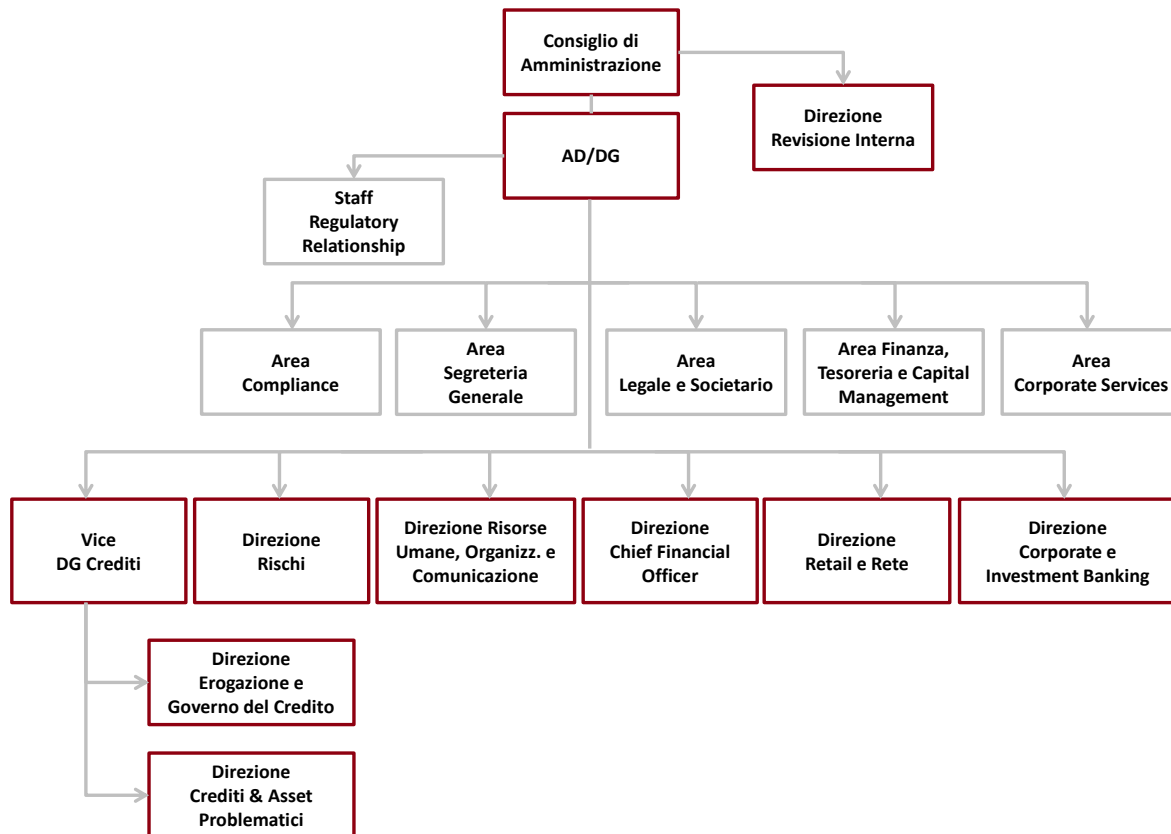 Consiglio di
Amministrazione
Direzione
Revisione Interna
AD/DG
Staff
Regulatory
Relationship
Area
Compliance
Area
Segreteria
Generale
Area
Legale e Societario
Area Finanza,
Tesoreria e Capital
Management
Area
Corporate Services
Vice
DG Crediti
Direzione
Rischi
Direzione Risorse
Umane, Organizz. e
Comunicazione
Direzione
Chief Financial
Officer
Direzione
Retail e Rete
Direzione
Corporate e
Investment Banking
Direzione
Erogazione e
Governo del Credito
Direzione
Crediti & Asset
Problematici